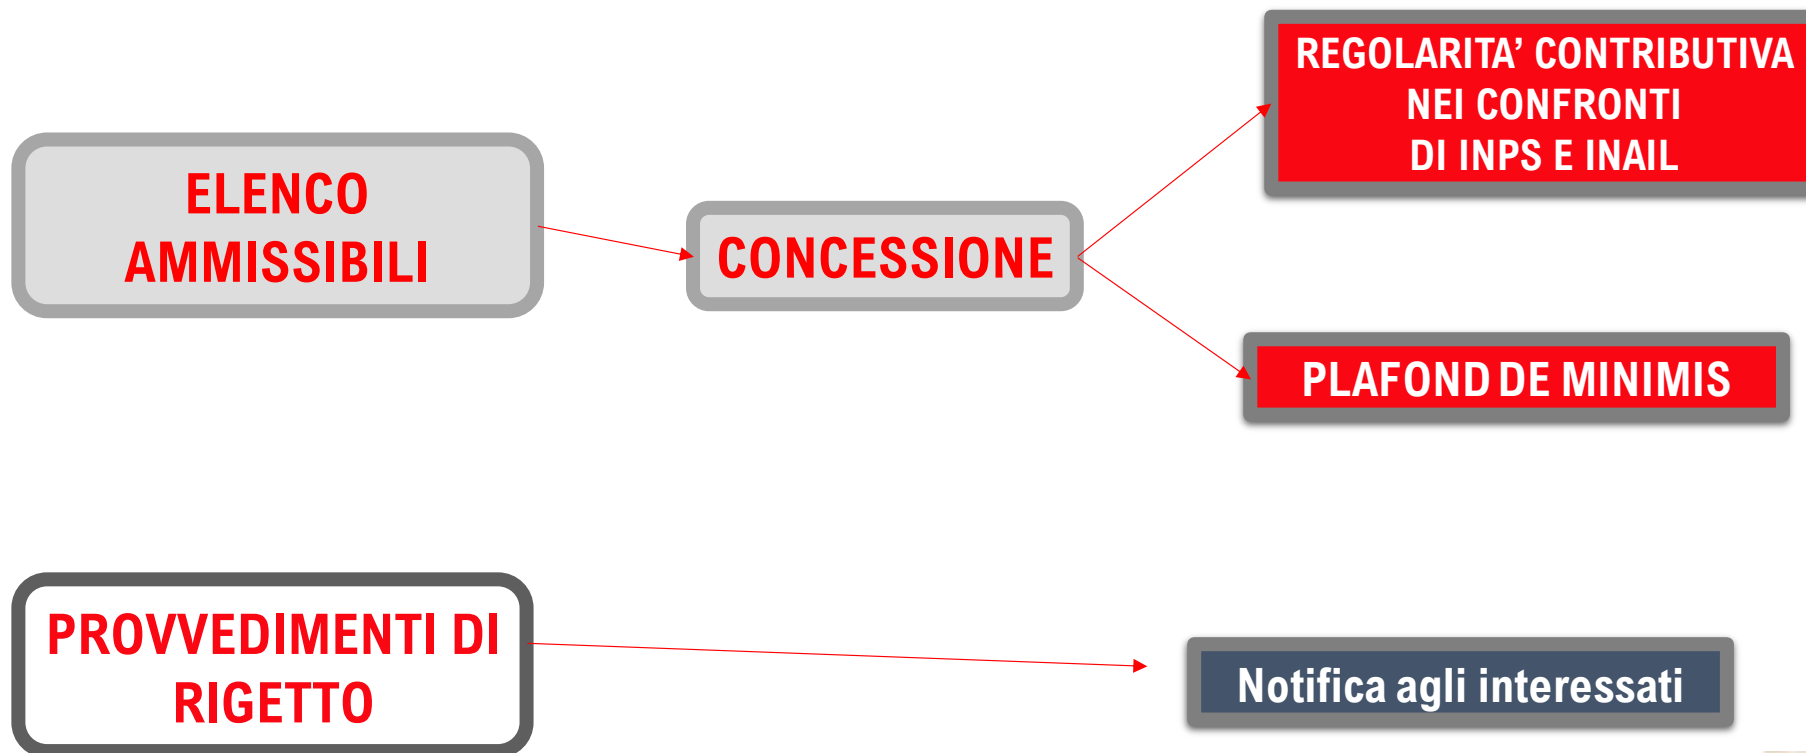 ELENCO
AMMISSIBILI
CONCESSIONE
REGOLARITA’ CONTRIBUTIVA
NEI CONFRONTI
DI INPS E INAIL
PLAFOND DE MINIMIS
PROVVEDIMENTI DI
RIGETTO
Notifica agli interessati